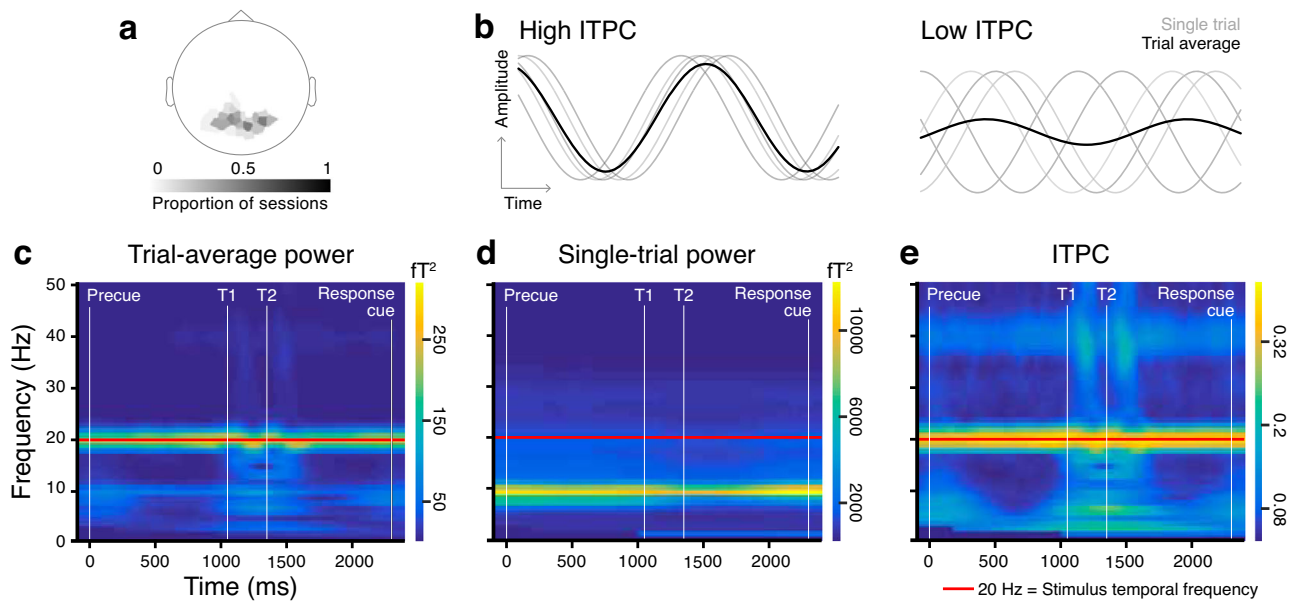 a
0 0.5 1
Proportion of sessions
b
High ITPC
Amplitude
Time
Low ITPC
Single trial
Trial average
c
Trial-average power
fT²
Precue
T1
T2
Response
cue
50
40
30
20
10
0
Frequency (Hz)
0 500 1000 1500 2000
Time (ms)
250
150
50
d
Single-trial power
fT²
Precue
T1
T2
Response
cue
0 500 1000 1500 2000
10000
6000
2000
e
ITPC
Precue
T1
T2
Response
cue
0 500 1000 1500 2000
0.32
0.2
0.08
20 Hz = Stimulus temporal frequency